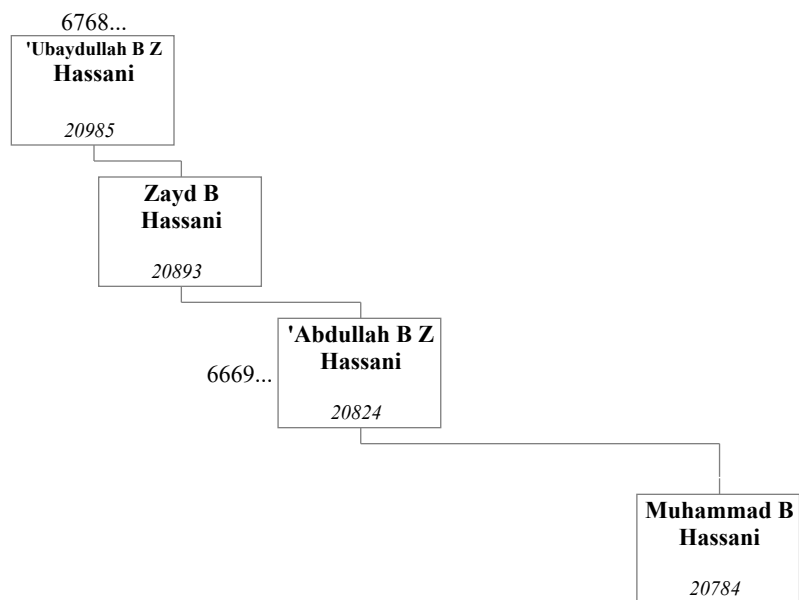 6768...
'Ubaydullah B Z
Hassani
20985
Zayd B
Hassani
20893
'Abdullah B Z
Hassani
6669...
20824
Muhammad B
Hassani
20784